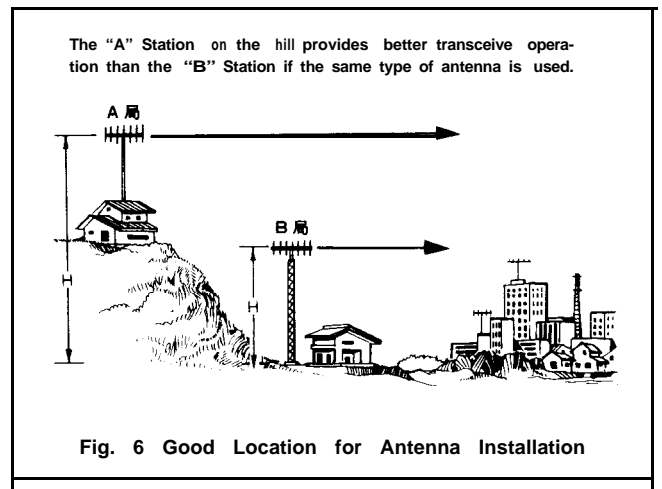 The “A” Station on the hill provides better transceive opera-
tion than the “B” Station if the same type of antenna is used.
A 局
B 局
H
H
Fig. 6 Good Location for Antenna Installation